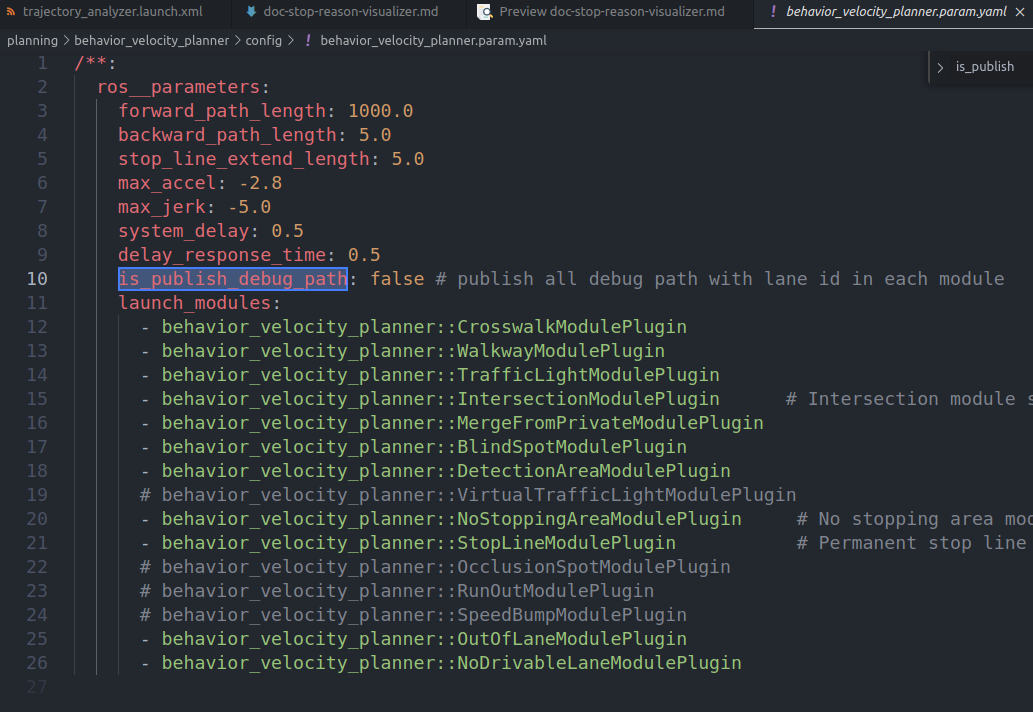 trajectory_analyzer.launch.xml doc-stop-reason-visualizer.md Preview doc-stop-reason-visualizer.md ! behavior_velocity_planner.param.yaml ×
planning > behavior_velocity_planner > config > ! behavior_velocity_planner.param.yaml
> is_publish
1 /**:
2 ros__parameters:
3 forward_path_length: 1000.0
4 backward_path_length: 5.0
5 stop_line_extend_length: 5.0
6 max_accel: -2.8
7 max_jerk: -5.0
8 system_delay: 0.5
9 delay_response_time: 0.5
10 is_publish_debug_path: false # publish all debug path with lane id in each module
11 launch_modules:
12 - behavior_velocity_planner::CrosswalkModulePlugin
13 - behavior_velocity_planner::WalkwayModulePlugin
14 - behavior_velocity_planner::TrafficLightModulePlugin
15 - behavior_velocity_planner::IntersectionModulePlugin # Intersection module s
16 - behavior_velocity_planner::MergeFromPrivateModulePlugin
17 - behavior_velocity_planner::BlindSpotModulePlugin
18 - behavior_velocity_planner::DetectionAreaModulePlugin
19 # behavior_velocity_planner::VirtualTrafficLightModulePlugin
20 - behavior_velocity_planner::NoStoppingAreaModulePlugin # No stopping area mod
21 - behavior_velocity_planner::StopLineModulePlugin # Permanent stop line
22 # behavior_velocity_planner::OcclusionSpotModulePlugin
23 # behavior_velocity_planner::RunOutModulePlugin
24 # behavior_velocity_planner::SpeedBumpModulePlugin
25 - behavior_velocity_planner::OutOfLaneModulePlugin
26 - behavior_velocity_planner::NoDrivableLaneModulePlugin
27